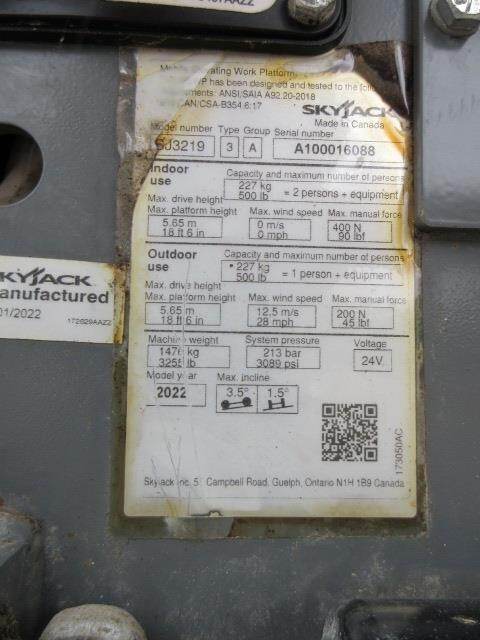 Mobile Elevating Work Platform
has been designed and tested to the
ANSI/SAIA A92.20-2018
CAN/CSA-B354.6:17
SKYJACK
Made in Canada
Model number Type Group Serial number
SJ3219 3 A A100016088
Indoor use
Capacity and maximum number of persons
227 kg
500 lb = 2 persons + equipment
Max. drive height
Max. platform height Max. wind speed Max. manual force
5.65 m 0 m/s 400 N
18 ft 6 in 0 mph 90 lbf
Outdoor use
Capacity and maximum number of persons
227 kg
500 lb = 1 person + equipment
Max. drive height
Max. platform height Max. wind speed Max. manual force
5.65 m 12.5 m/s 200 N
18 ft 6 in 28 mph 45 lbf
Machine weight System pressure Voltage
1476 kg 213 bar 24V
3255 lb 3089 psi
Model year Max. incline
2022 3.5° 1.5°
173050AC
Skyjack Inc. 5 Campbell Road, Guelph, Ontario N1H 1B9 Canada
SKYJACK
Manufactured
01/2022
172629AAZZ